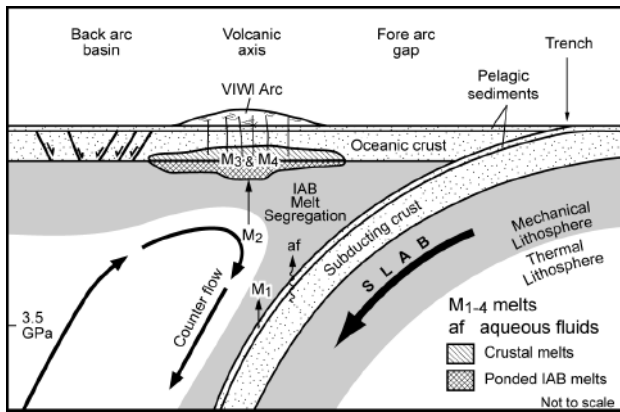 Back arc
basin
Volcanic
axis
Fore arc
gap
Trench
VIWI Arc
Pelagic
sediments
Oceanic crust
M3 & M4
IAB
Melt
Segregation
M2
af
M1
Subducting crust
SLAB
Mechanical
Lithosphere
Thermal
Lithosphere
Counter flow
3.5
GPa
M1-4 melts
af aqueous fluids
Crustal melts
Ponded IAB melts
Not to scale